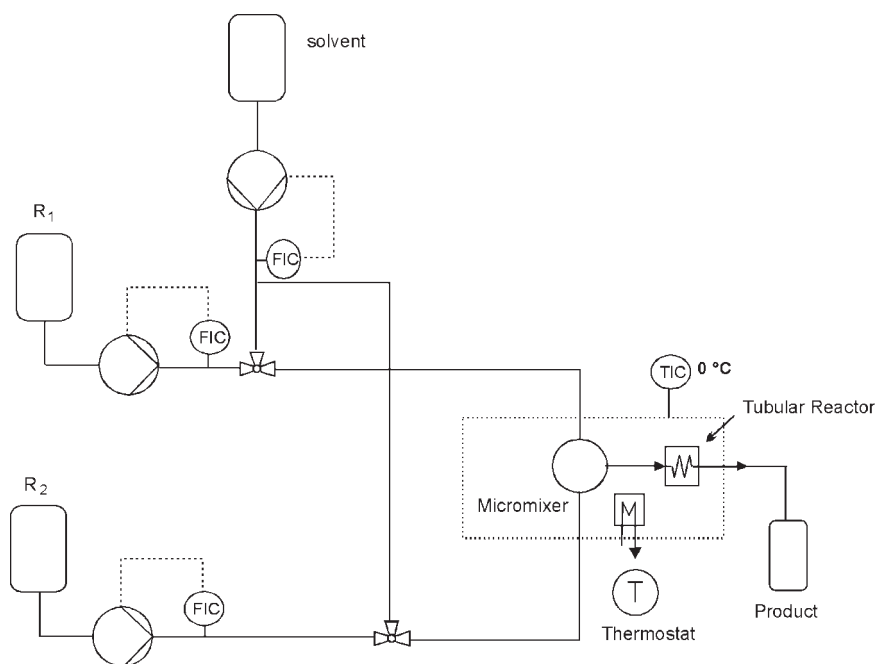 solvent
R1
FIC
FIC
TIC 0 °C
Tubular Reactor
R2
Micromixer
M
FIC
T
Product
Thermostat